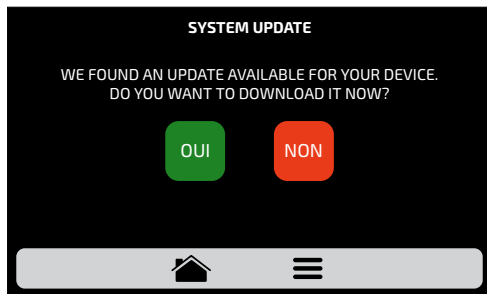 SYSTEM UPDATE
WE FOUND AN UPDATE AVAILABLE FOR YOUR DEVICE.
DO YOU WANT TO DOWNLOAD IT NOW?
OUI NON